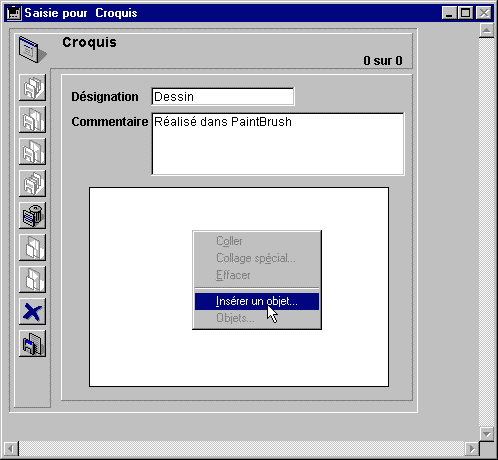 Saisie pour Croquis
Croquis
0 sur 0
Désignation Dessin
Commentaire Réalisé dans PaintBrush
Coller
Collage spécial...
Effacer
Insérer un objet...
Objets...